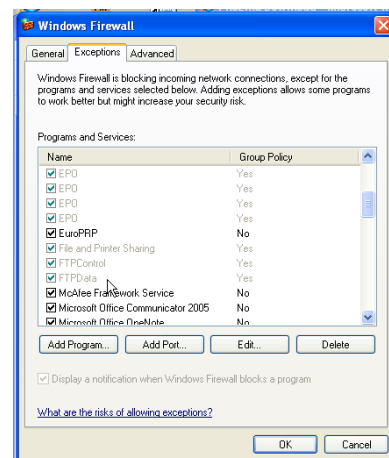 Windows Firewall
General Exceptions Advanced
Windows Firewall is blocking incoming network connections, except for the
programs and services selected below. Adding exceptions allows some programs
to work better but might increase your security risk.
Programs and Services:
Name Group Policy
EPO Yes
EPO Yes
EPO Yes
EPO Yes
EuroPRP No
File and Printer Sharing Yes
FTPControl Yes
FTPData Yes
McAfee Framework Service No
Microsoft Office Communicator 2005 No
Microsoft Office OneNote No
Add Program... Add Port... Edit... Delete
Display a notification when Windows Firewall blocks a program
What are the risks of allowing exceptions?
OK Cancel